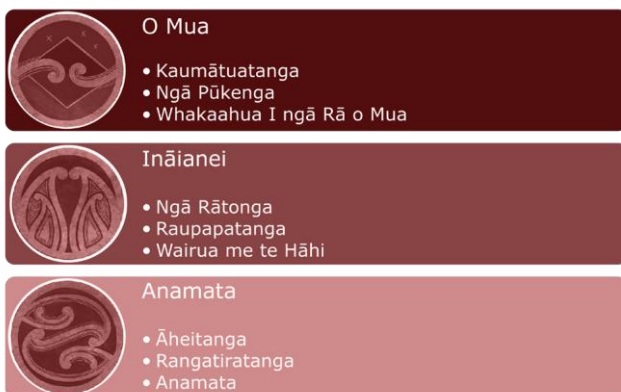 O Mua
• Kaumātuatanga
• Ngā Pūkenga
• Whakaahua I ngā Rā o Mua
Ināianei
• Ngā Rātonga
• Raupapatanga
• Wairua me te Hāhi
Anamata
• Āheitanga
• Rangatiratanga
• Anamata